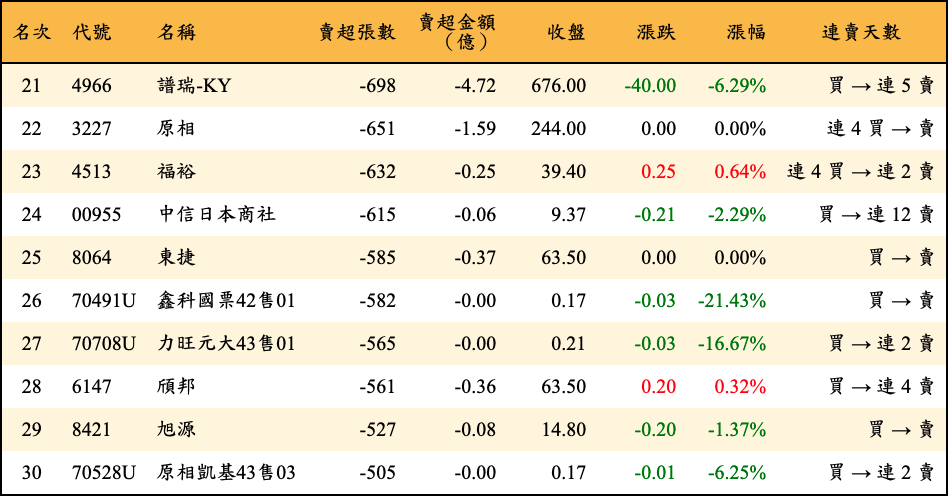 名次 代號 名稱 賣超張數 賣超金額（億） 收盤 漲跌 漲幅 連賣天數
21 4966 譜瑞-KY -698 -4.72 676.00 -40.00 -6.29% 買 → 連 5 賣
22 3227 原相 -651 -1.59 244.00 0.00 0.00% 連 4 買 → 賣
23 4513 福裕 -632 -0.25 39.40 0.25 0.64% 連 4 買 → 連 2 賣
24 00955 中信日本商社 -615 -0.06 9.37 -0.21 -2.29% 買 → 連 12 賣
25 8064 東捷 -585 -0.37 63.50 0.00 0.00% 買 → 賣
26 70491U 鑫科國票42售01 -582 -0.00 0.17 -0.03 -21.43% 買 → 賣
27 70708U 力旺元大43售01 -565 -0.00 0.21 -0.03 -16.67% 買 → 連 2 賣
28 6147 頎邦 -561 -0.36 63.50 0.20 0.32% 買 → 連 4 賣
29 8421 旭源 -527 -0.08 14.80 -0.20 -1.37% 買 → 賣
30 70528U 原相凱基43售03 -505 -0.00 0.17 -0.01 -6.25% 買 → 連 2 賣